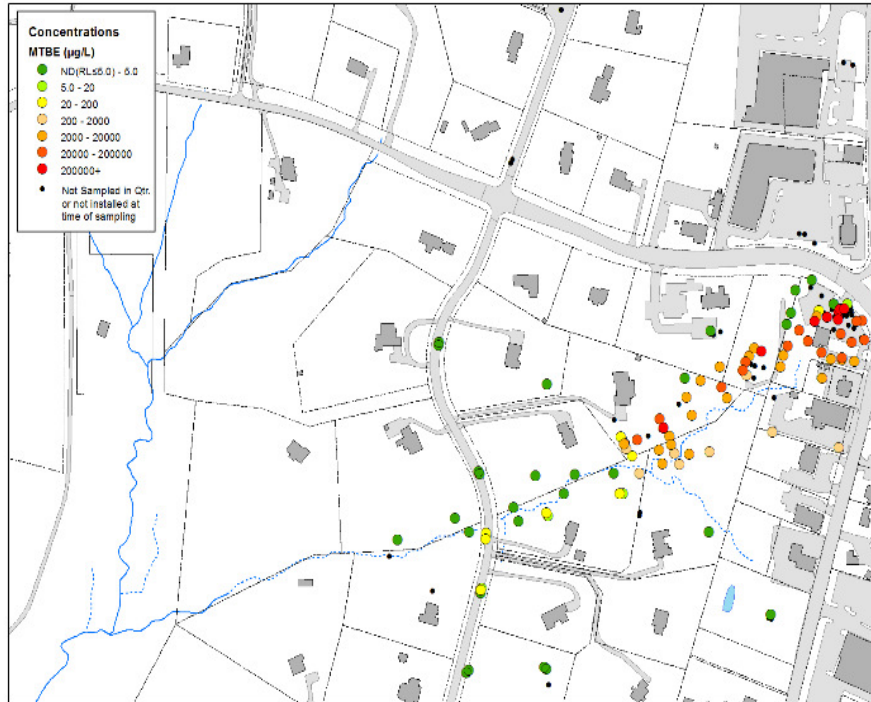 Concentrations
MTBE (µg/L)
ND(RL≤5.0) - 5.0
5.0 - 20
20 - 200
200 - 2000
2000 - 20000
20000 - 200000
200000+
Not Sampled in Qtr.
or not installed at
time of sampling